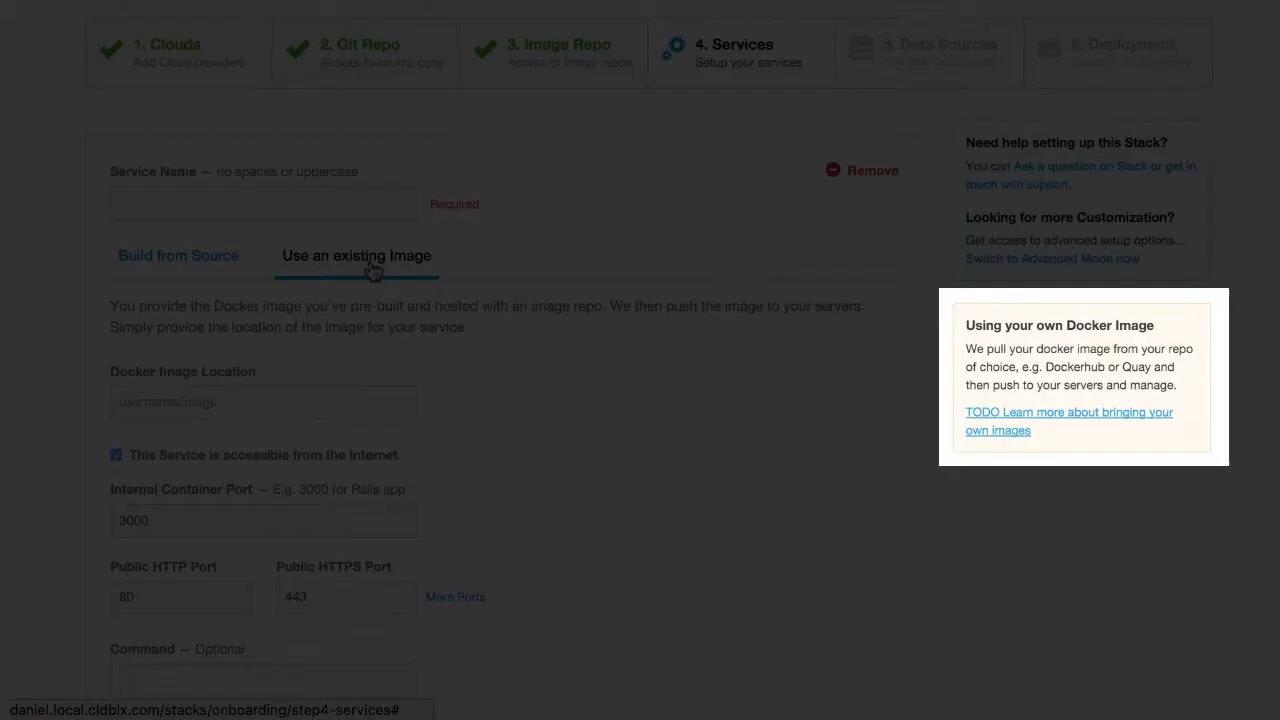 1. Clouds
Add Cloud providers
2. Git Repo
Access to source code
3. Image Repo
Access to image repos
4. Services
Setup your services
5. Data Sources
6. Deployment
Service Name — no spaces or uppercase
Remove
Required
Build from Source
Use an existing Image
You provide the Docker image you've pre-built and hosted with an image repo. We then push the image to your servers.
Simply provide the location of the image for your service
Docker Image Location
username/image
This Service is accessible from the Internet
Internal Container Port — E.g. 3000 for Rails app
3000
Public HTTP Port
Public HTTPS Port
80
443
More Ports
Command — Optional
Need help setting up this Stack?
You can Ask a question on Slack or get in
touch with support.
Looking for more Customization?
Get access to advanced setup options...
Switch to Advanced Mode now
Using your own Docker Image
We pull your docker image from your repo
of choice, e.g. Dockerhub or Quay and
then push to your servers and manage.
TODO Learn more about bringing your
own images
daniel.local.cldblx.com/stacks/onboarding/step4-services#